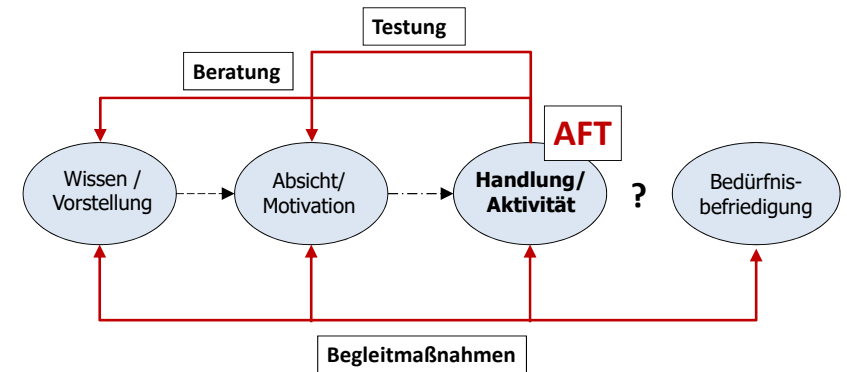 Testung
Beratung
AFT
Wissen /
Vorstellung
Absicht/
Motivation
Handlung/
Aktivität
?
Bedürfnis-
befriedigung
Begleitmaßnahmen